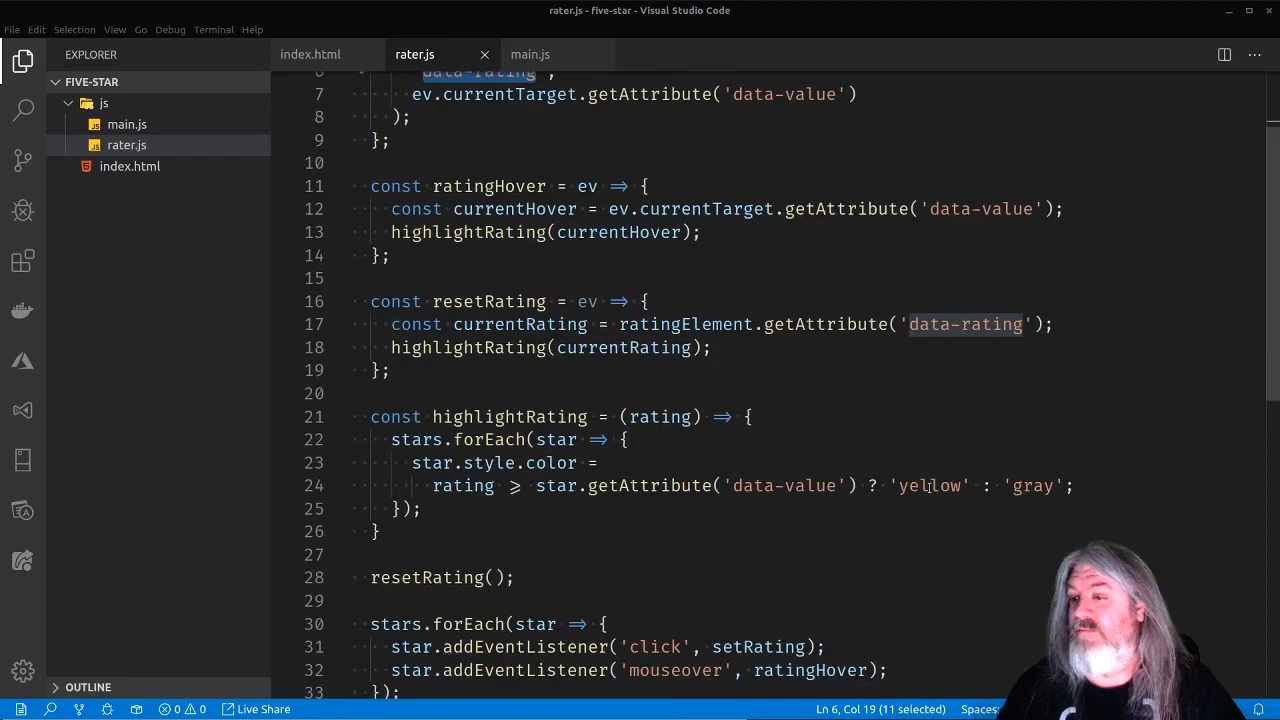 rater.js - five-star - Visual Studio Code
File Edit Selection View Go Debug Terminal Help
EXPLORER
index.html
rater.js
main.js
FIVE-STAR
js
main.js
rater.js
index.html
6 data-rating',
7 ev.currentTarget.getAttribute('data-value')
8 );
9 };
10
11 const ratingHover = ev => {
12 const currentHover = ev.currentTarget.getAttribute('data-value');
13 highlightRating(currentHover);
14 };
15
16 const resetRating = ev => {
17 const currentRating = ratingElement.getAttribute('data-rating');
18 highlightRating(currentRating);
19 };
20
21 const highlightRating = (rating) => {
22 stars.forEach(star => {
23 star.style.color =
24 rating >= star.getAttribute('data-value') ? 'yellow' : 'gray';
25 });
26 }
27
28 resetRating();
29
30 stars.forEach(star => {
31 star.addEventListener('click', setRating);
32 star.addEventListener('mouseover', ratingHover);
33 });
OUTLINE
0 0
Live Share
Ln 6, Col 19 (11 selected)
Spaces: